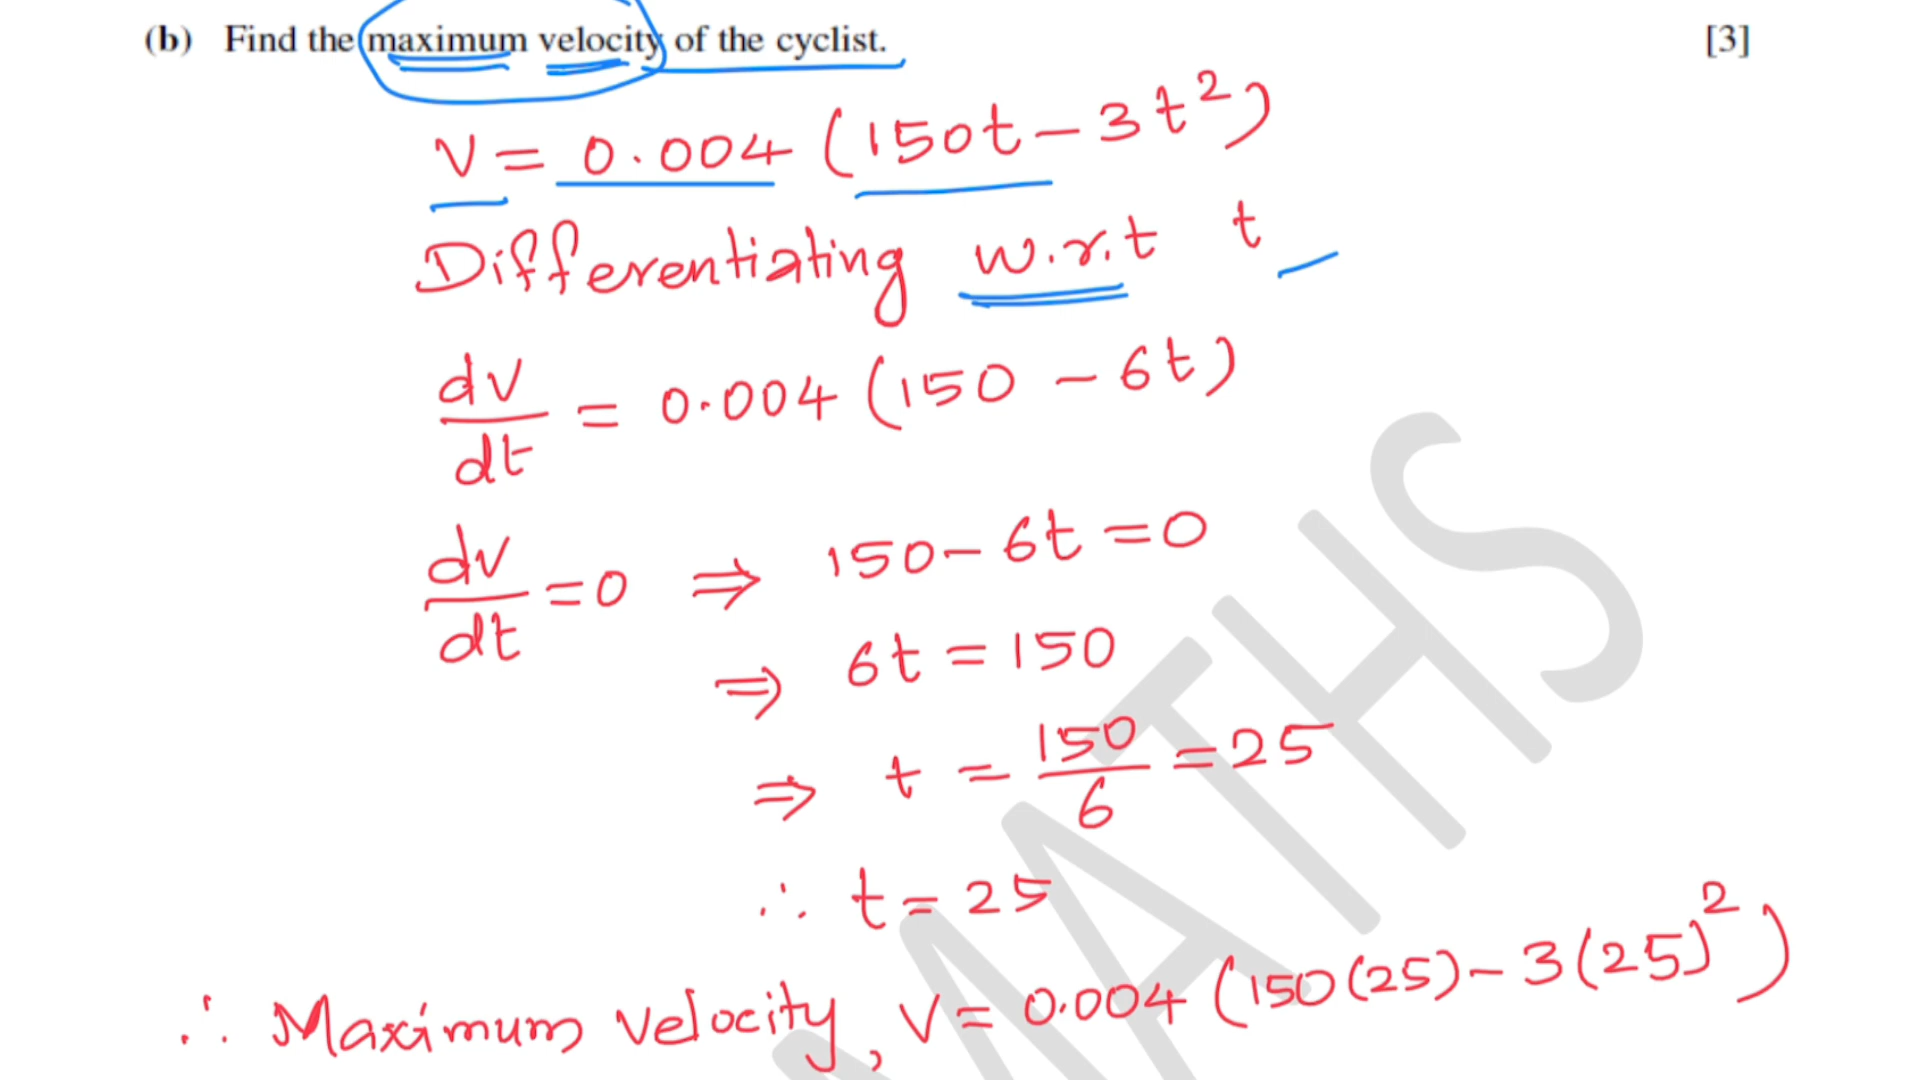 (b) Find the maximum velocity of the cyclist. [3]
V = 0.004 (150t - 3t²)
Differentiating w.r.t t
dv/dt = 0.004 (150 - 6t)
dv/dt = 0 ⇒ 150 - 6t = 0
⇒ 6t = 150
⇒ t = 150/6 = 25
∴ t = 25
∴ Maximum velocity, V = 0.004 (150(25) - 3(25)²)
MATHS